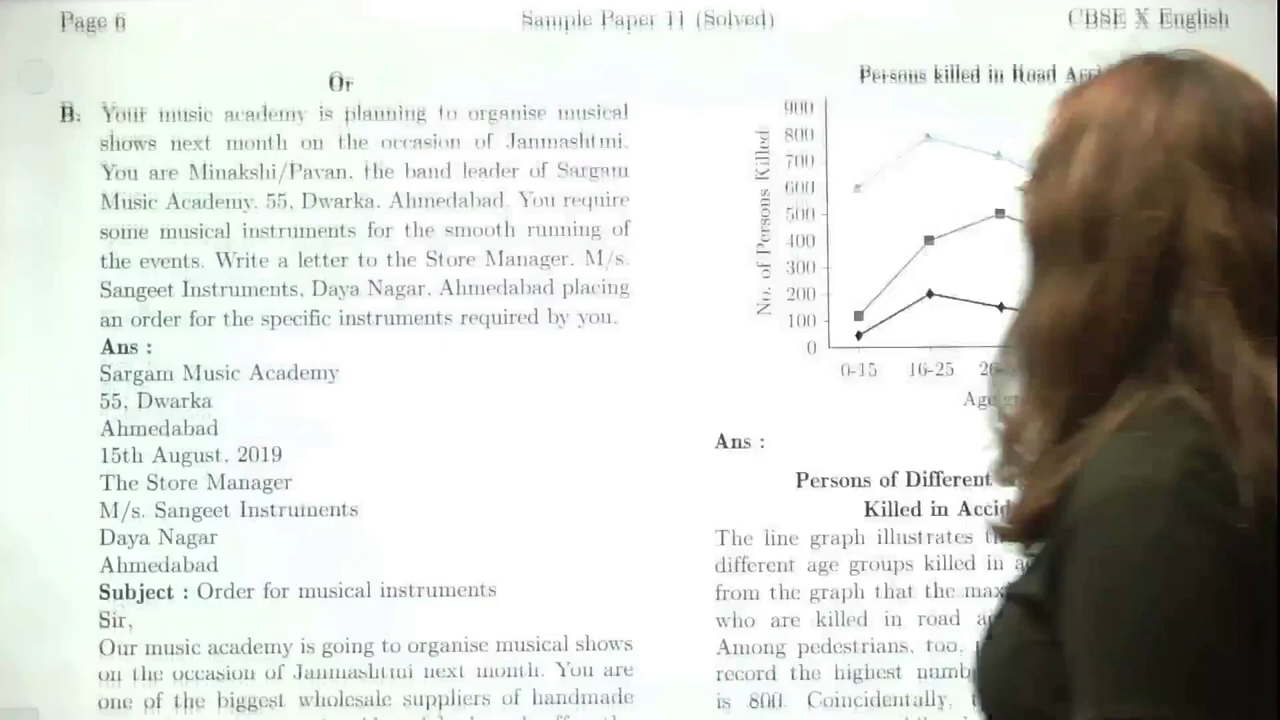 Page 6
Sample Paper 11 (Solved)
CBSE X English
Or
B. Your music academy is planning to organise musical
shows next month on the occasion of Janmashtmi.
You are Minakshi/Pavan, the band leader of Sargam
Music Academy, 55, Dwarka, Ahmedabad. You require
some musical instruments for the smooth running of
the events. Write a letter to the Store Manager, M/s.
Sangeet Instruments, Daya Nagar, Ahmedabad placing
an order for the specific instruments required by you.
Ans :
Sargam Music Academy
55, Dwarka
Ahmedabad
15th August, 2019
The Store Manager
M/s. Sangeet Instruments
Daya Nagar
Ahmedabad
Subject : Order for musical instruments
Sir,
Our music academy is going to organise musical shows
on the occasion of Janmashtmi next month. You are
one of the biggest wholesale suppliers of handmade
Persons killed in Road
900
800
700
600
500
400
300
200
100
0
No. of Persons Killed
0-15 16-25
Age
Ans :
Persons of Different
Killed in
The line graph illustrates
different age groups killed in
from the graph that the
who are killed in road
Among pedestrians, too,
record the highest
is 800. Coincidentally,